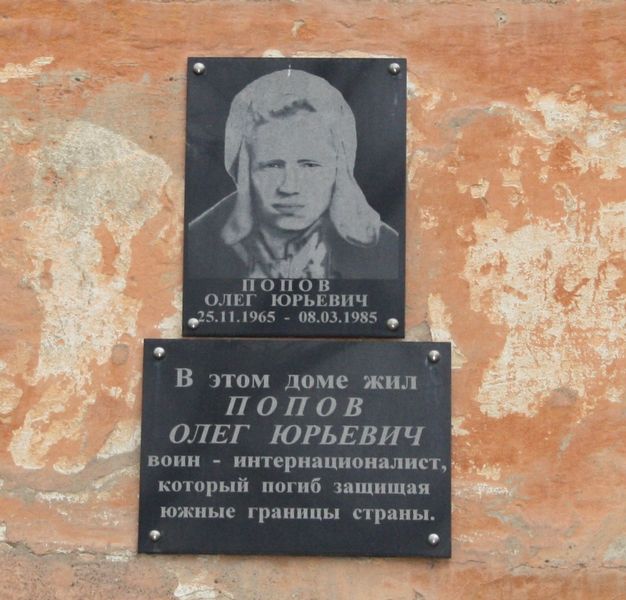 ПОПОВ
ОЛЕГ ЮРЬЕВИЧ
25.11.1965 - 08.03.1985
В этом доме жил
ПОПОВ
ОЛЕГ ЮРЬЕВИЧ
воин - интернационалист,
который погиб защищая
южные границы страны.